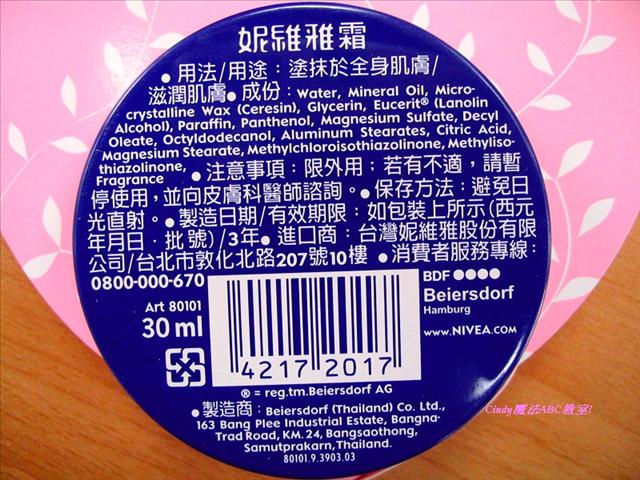 妮維雅霜
• 用法/用途：塗抹於全身肌膚/
滋潤肌膚• 成份：Water, Mineral Oil, Micro-
crystalline Wax (Ceresin), Glycerin, Eucerit® (Lanolin
Alcohol), Paraffin, Panthenol, Magnesium Sulfate, Decyl
Oleate, Octyldodecanol, Aluminum Stearates, Citric Acid,
Magnesium Stearate, Methylchloroisothiazolinone, Methyliso-
thiazolinone,
Fragrance • 注意事項：限外用；若有不適，請暫
停使用，並向皮膚科醫師諮詢。• 保存方法：避免日
光直射。• 製造日期/有效期限：如包裝上所示(西元
年月日．批號)/3年• 進口商：台灣妮維雅股份有限
公司/台北市敦化北路207號10樓 • 消費者服務專線：
0800-000-670
BDF ●●●●
Beiersdorf
Hamburg
www.NIVEA.COM
Art 80101
30 ml
4217 2017
® = reg.tm.Beiersdorf AG
• 製造商：Beiersdorf (Thailand) Co. Ltd.,
163 Bang Plee Industrial Estate, Bangna-
Trad Road, KM.24, Bangsaothong,
Samutprakarn,Thailand.
80101.9.3903.03
Cindy魔法ABC教室!